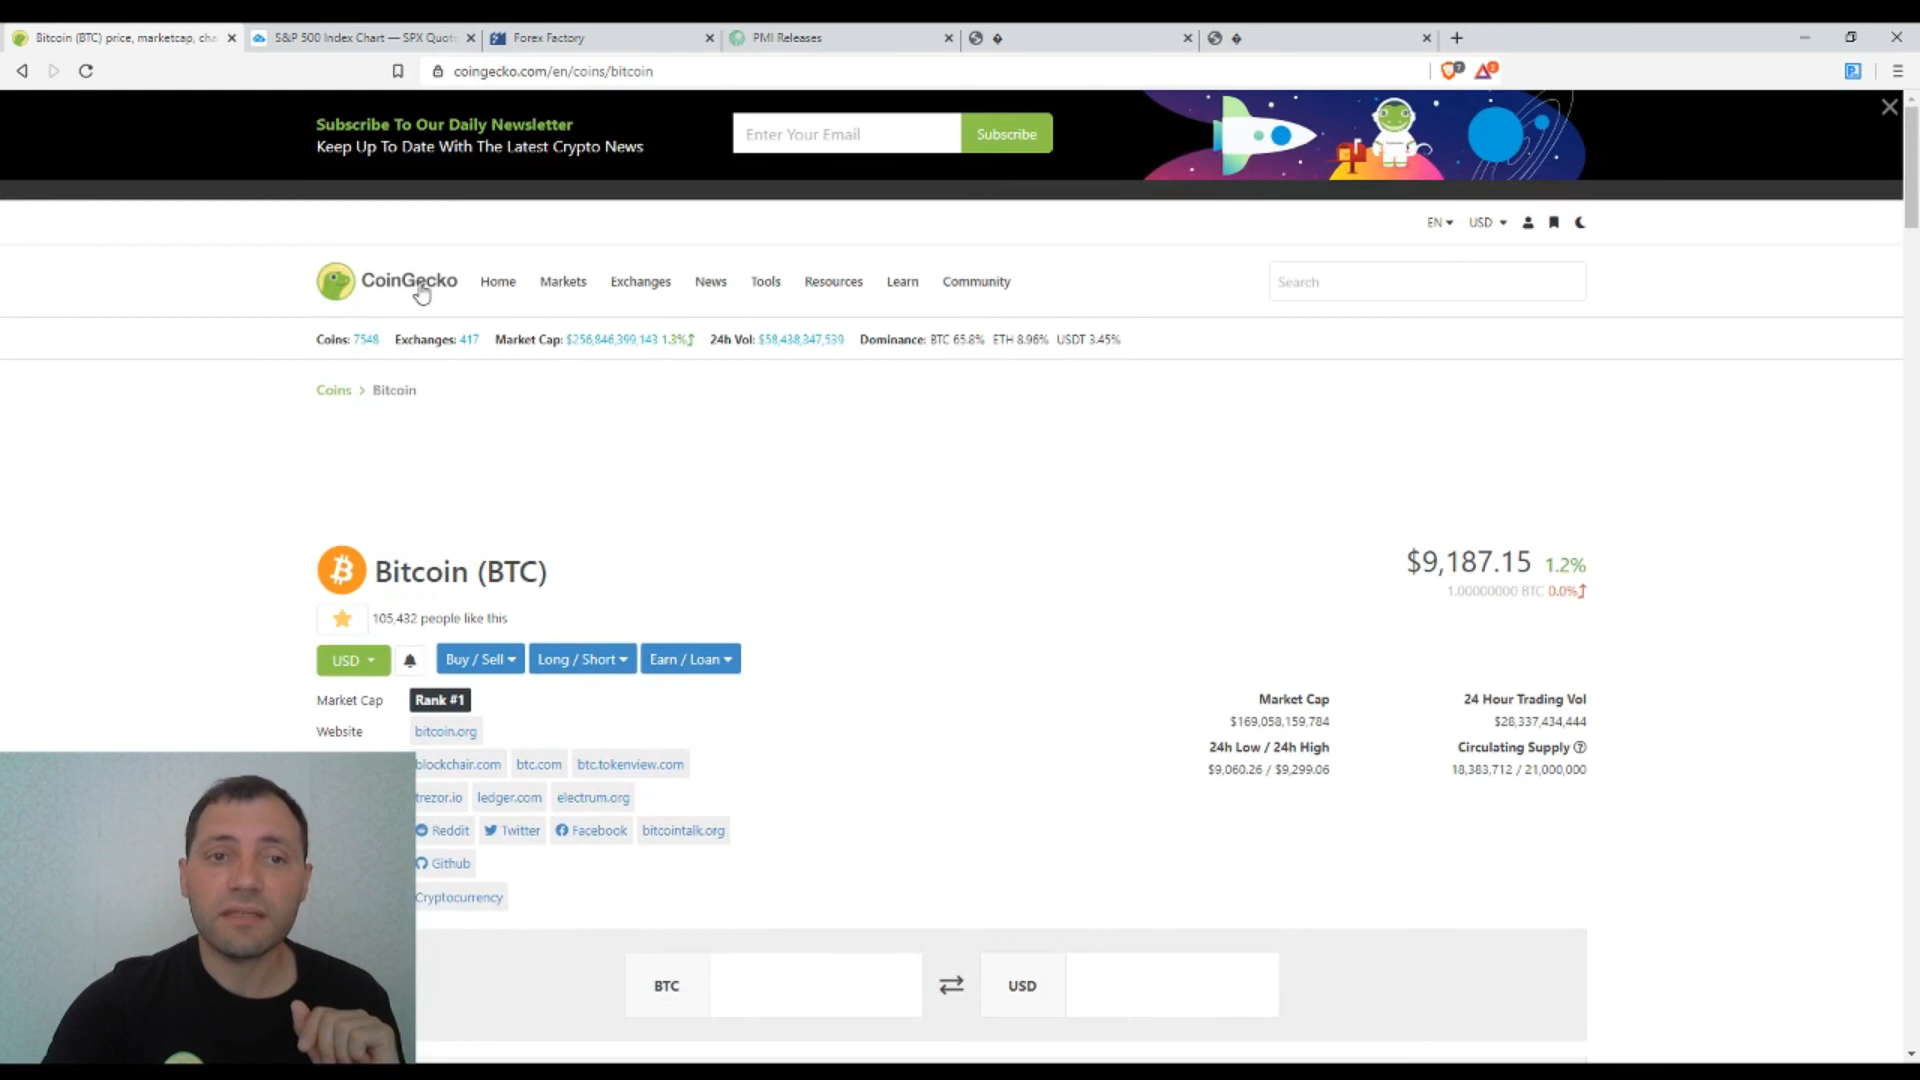 Bitcoin (BTC) price, marketcap, cha
S&P 500 Index Chart — SPX Quot
Forex Factory
PMI Releases
coingecko.com/en/coins/bitcoin
7
2
Subscribe To Our Daily Newsletter
Keep Up To Date With The Latest Crypto News
Enter Your Email
Subscribe
EN
USD
CoinGecko
Home
Markets
Exchanges
News
Tools
Resources
Learn
Community
Search
Coins: 7548 Exchanges: 417 Market Cap: $256,846,399,143 1.3% 24h Vol: $58,438,347,539 Dominance: BTC 65.8% ETH 8.96% USDT 3.45%
Coins > Bitcoin
Bitcoin (BTC)
$9,187.15 1.2%
1.00000000 BTC 0.0%
105,432 people like this
USD
Buy / Sell
Long / Short
Earn / Loan
Market Cap
Rank #1
Website
bitcoin.org
blockchair.com
btc.com
btc.tokenview.com
trezor.io
ledger.com
electrum.org
Reddit
Twitter
Facebook
bitcointalk.org
Github
Cryptocurrency
Market Cap
$169,058,159,784
24 Hour Trading Vol
$28,337,434,444
24h Low / 24h High
$9,060.26 / $9,299.06
Circulating Supply
18,383,712 / 21,000,000
BTC
USD